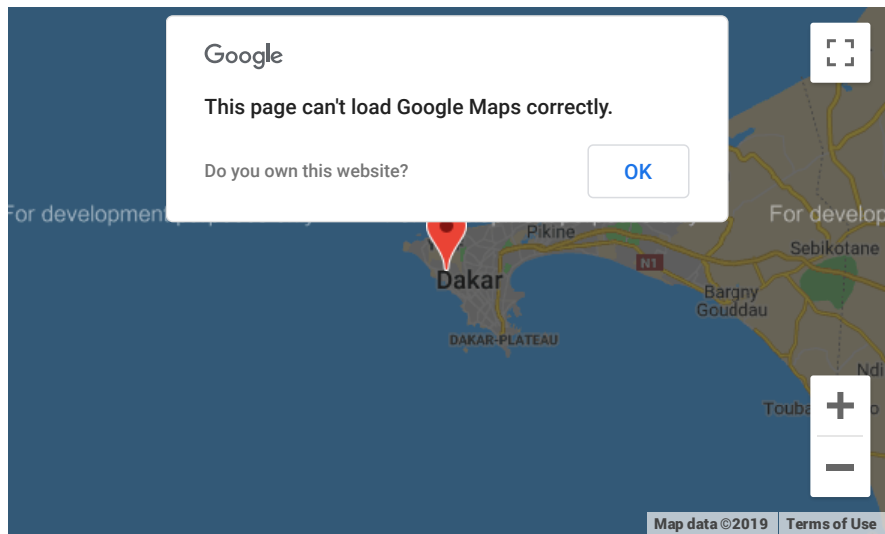 Google
This page can't load Google Maps correctly.
Do you own this website?
OK
For development
For develop
Pikine
Sebikotane
N1
Dakar
Bargny
Gouddau
DAKAR-PLATEAU
Ndi
Touba
Map data ©2019
Terms of Use